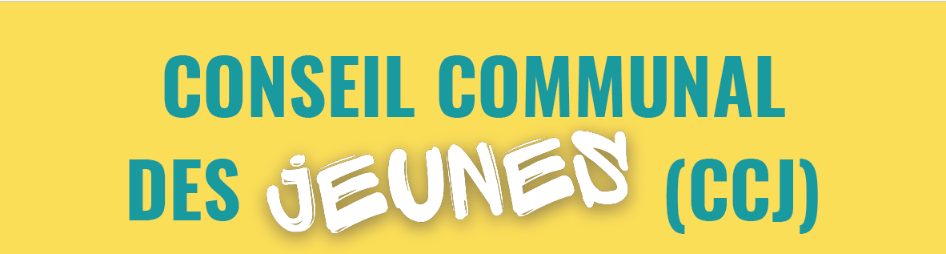 CONSEIL COMMUNAL
DES JEUNES (CCJ)